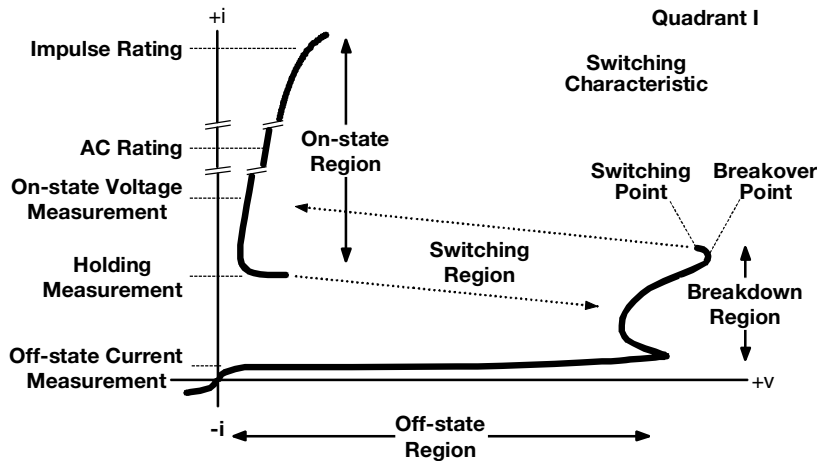 +i
Quadrant I
Impulse Rating
Switching
Characteristic
AC Rating
On-state
Region
On-state Voltage
Measurement
Switching
Point
Breakover
Point
Holding
Measurement
Switching
Region
Breakdown
Region
Off-state Current
Measurement
+v
-i
Off-state
Region